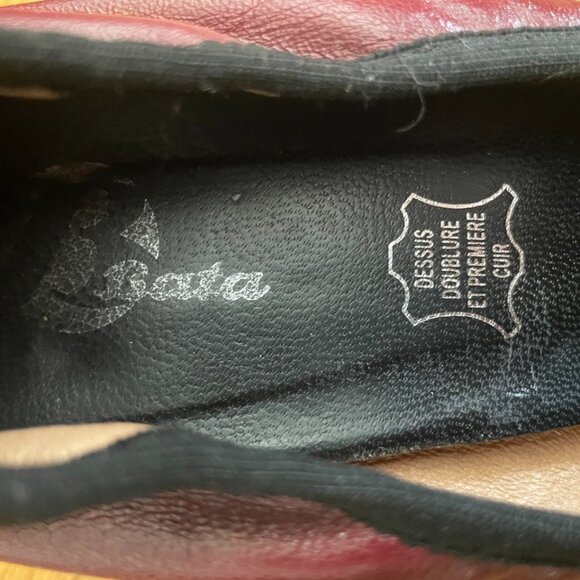 Bata
DESSUS
DOUBLURE
ET PREMIERE
CUIR